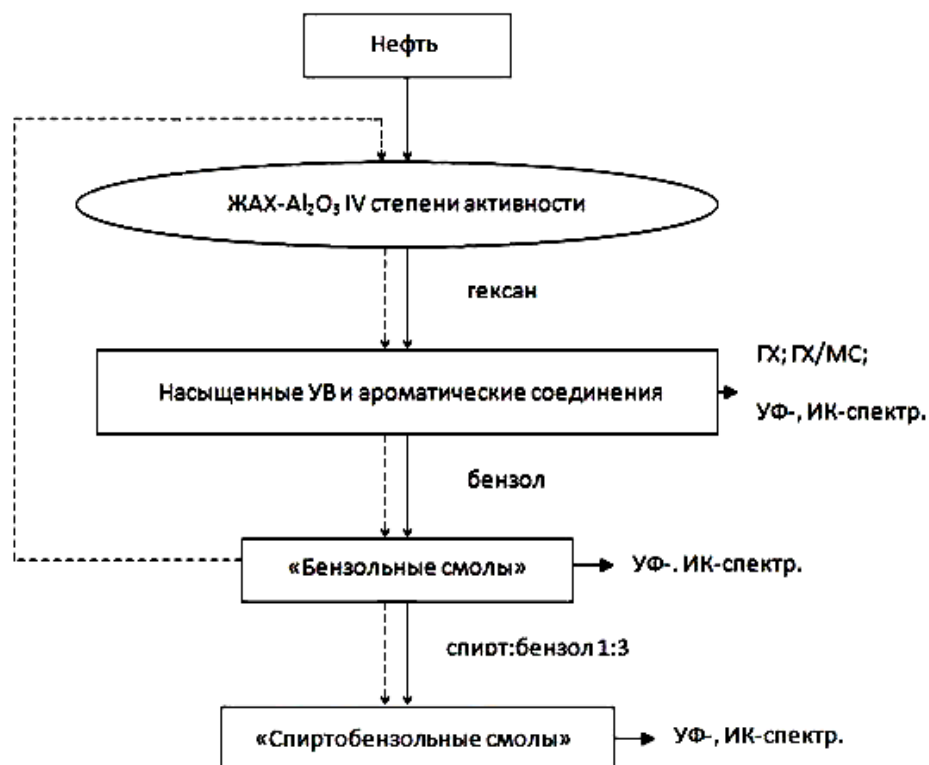 Нефть
ЖАХ-Al₂O₃ IV степени активности
гексан
Насыщенные УВ и ароматические соединения
ГХ; ГХ/МС;
УФ-, ИК-спектр.
бензол
«Бензольные смолы»
УФ-. ИК-спектр.
спирт:бензол 1:3
«Спиртобензольные смолы»
УФ-, ИК-спектр.